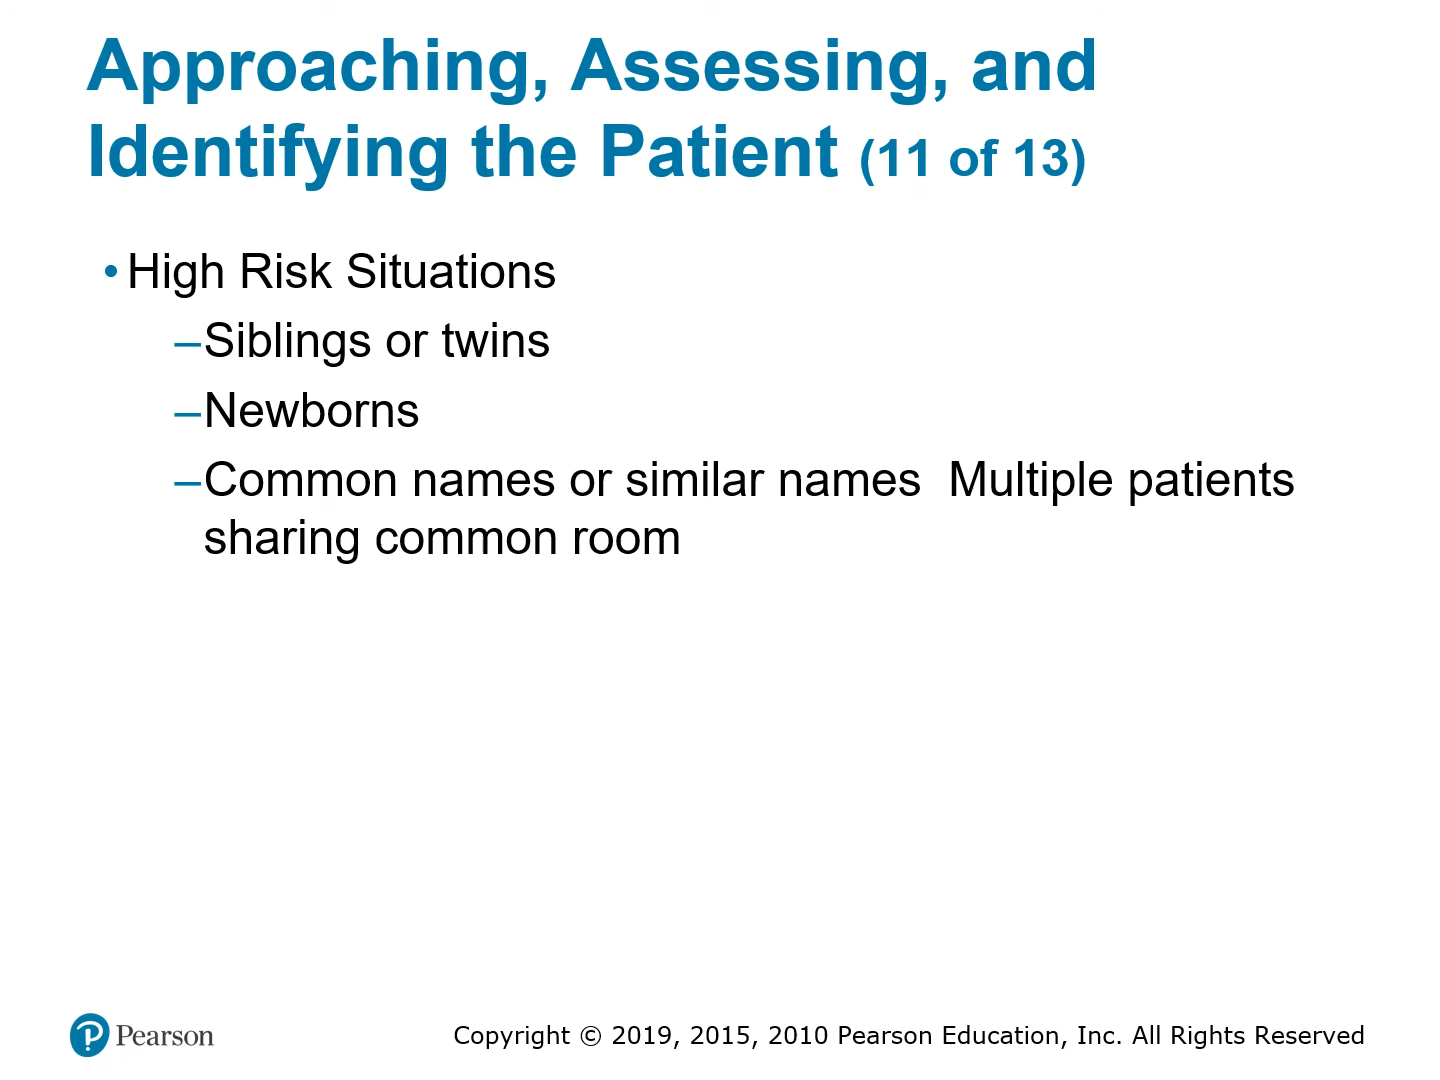 Approaching, Assessing, and
Identifying the Patient (11 of 13)
• High Risk Situations
–Siblings or twins
–Newborns
–Common names or similar names  Multiple patients
sharing common room
Pearson
Copyright © 2019, 2015, 2010 Pearson Education, Inc. All Rights Reserved